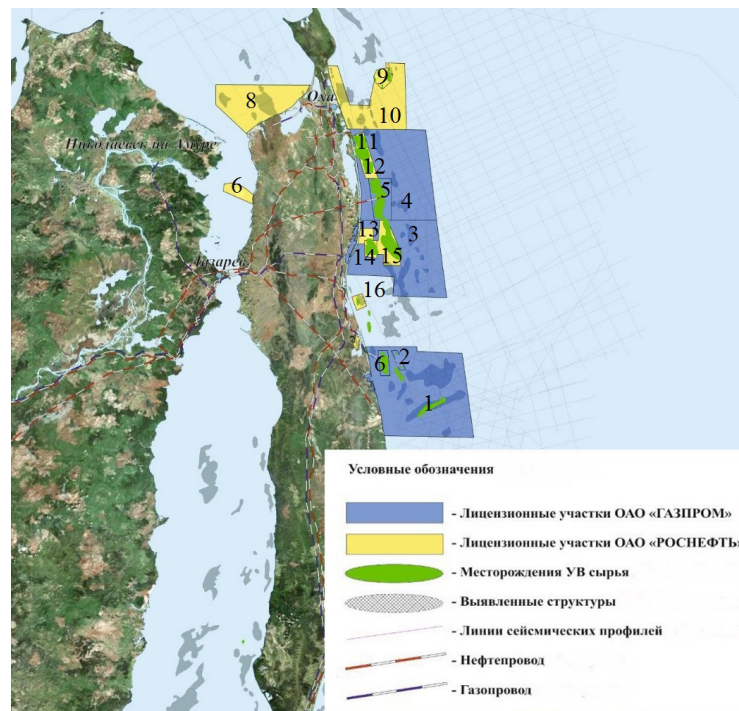 9
8
Оха
10
11
Николаевск на Амуре
12
6
5
4
13
3
Лазарев
14
15
16
6
2
1
Условные обозначения
- Лицензионные участки ОАО «ГАЗПРОМ»
- Лицензионные участки ОАО «РОСНЕФТЬ»
- Месторождения УВ сырья
- Выявленные структуры
- Линии сейсмических профилей
- Нефтепровод
- Газопровод